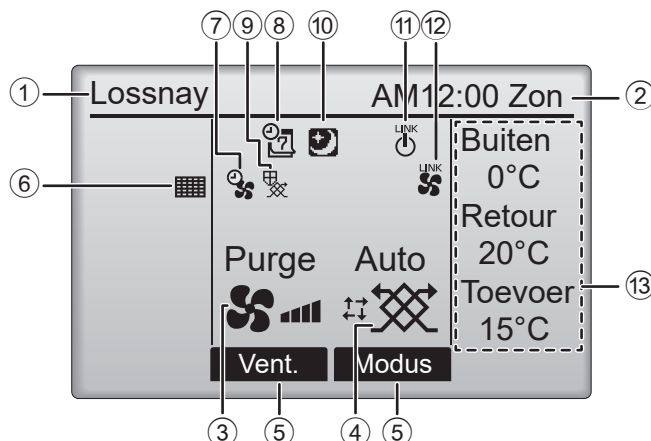 ⑦ ⑨ ⑧ ⑩ ⑪ ⑫
① Lossnay AM12:00 Zon ②
7 LINK
LINK
⑥
Buiten
0°C
Retour
20°C
Toevoer
15°C
⑬
Purge Auto
Vent. Modus
③ ⑤ ④ ⑤